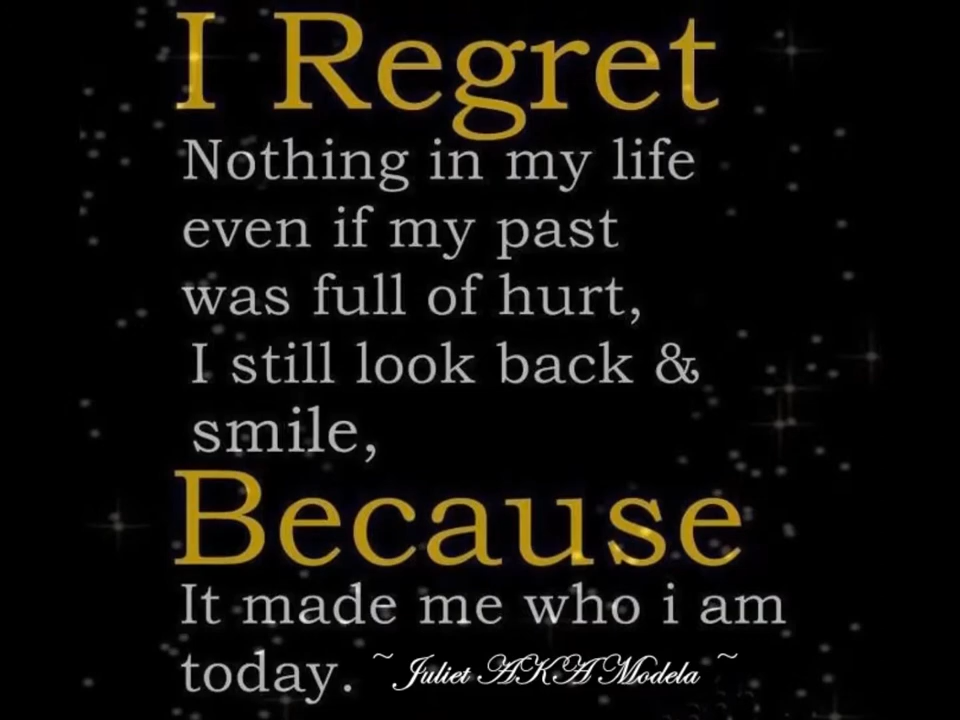 I Regret
Nothing in my life
even if my past
was full of hurt,
I still look back &
smile,
Because
It made me who i am
today. ~ Juliet AKA Modela ~